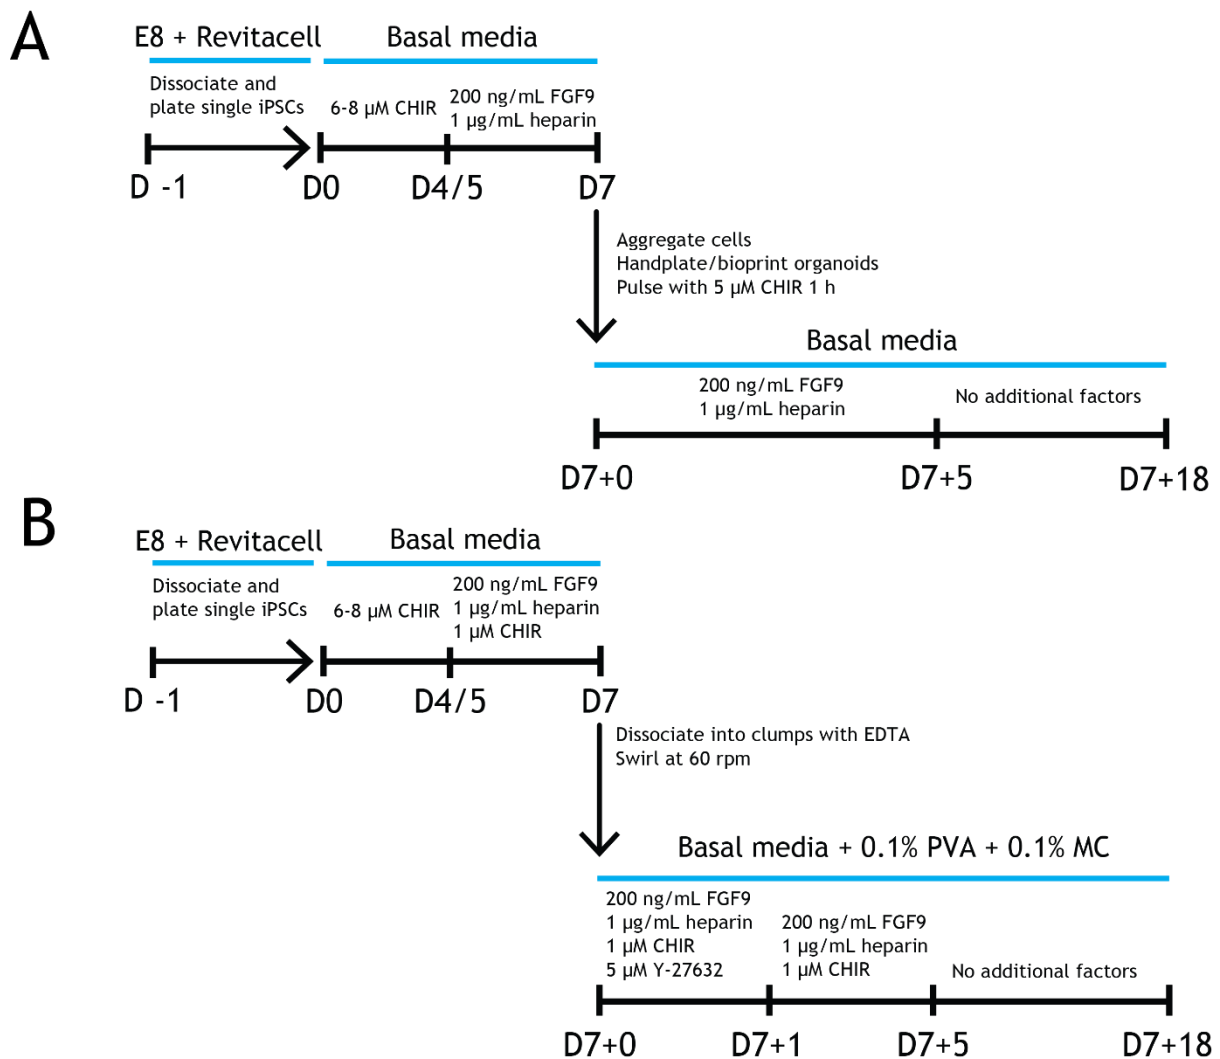 A
E8 + Revitacell
Basal media
Dissociate and
plate single iPSCs
6-8 µM CHIR
200 ng/mL FGF9
1 µg/mL heparin
D -1
D0
D4/5
D7
Aggregate cells
Handplate/bioprint organoids
Pulse with 5 µM CHIR 1 h
Basal media
200 ng/mL FGF9
1 µg/mL heparin
No additional factors
D7+0
D7+5
D7+18
B
E8 + Revitacell
Basal media
Dissociate and
plate single iPSCs
6-8 µM CHIR
200 ng/mL FGF9
1 µg/mL heparin
1 µM CHIR
D -1
D0
D4/5
D7
Dissociate into clumps with EDTA
Swirl at 60 rpm
Basal media + 0.1% PVA + 0.1% MC
200 ng/mL FGF9
1 µg/mL heparin
1 µM CHIR
5 µM Y-27632
200 ng/mL FGF9
1 µg/mL heparin
1 µM CHIR
No additional factors
D7+0
D7+1
D7+5
D7+18